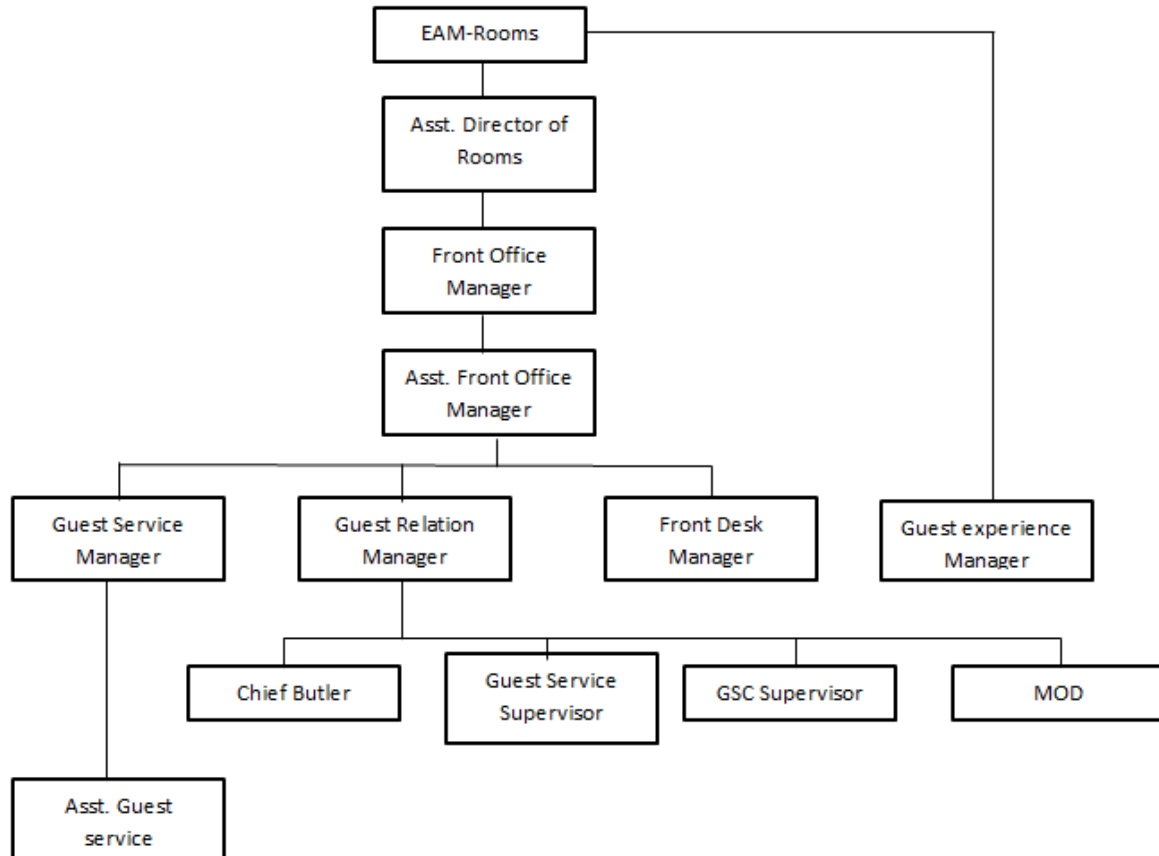 EAM-Rooms
Asst. Director of
Rooms
Front Office
Manager
Asst. Front Office
Manager
Guest Service
Manager
Guest Relation
Manager
Front Desk
Manager
Guest experience
Manager
Chief Butler
Guest Service
Supervisor
GSC Supervisor
MOD
Asst. Guest
service